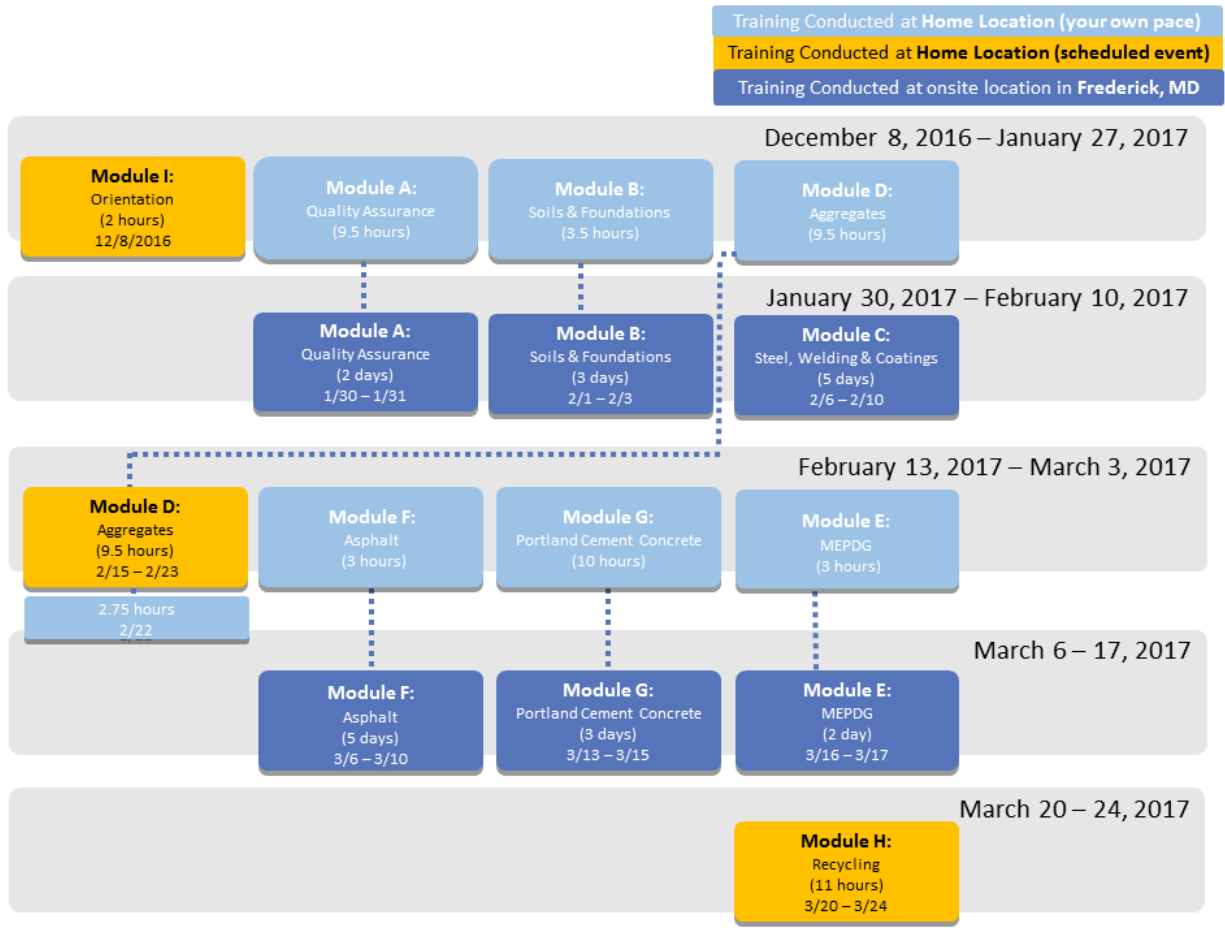 Training Conducted at Home Location (your own pace)
Training Conducted at Home Location (scheduled event)
Training Conducted at onsite location in Frederick, MD
December 8, 2016 – January 27, 2017
Module I:
Orientation
(2 hours)
12/8/2016
Module A:
Quality Assurance
(9.5 hours)
Module B:
Soils & Foundations
(3.5 hours)
Module D:
Aggregates
(9.5 hours)
January 30, 2017 – February 10, 2017
Module A:
Quality Assurance
(2 days)
1/30 – 1/31
Module B:
Soils & Foundations
(3 days)
2/1 – 2/3
Module C:
Steel, Welding & Coatings
(5 days)
2/6 – 2/10
February 13, 2017 – March 3, 2017
Module D:
Aggregates
(9.5 hours)
2/15 – 2/23
2.75 hours
2/22
Module F:
Asphalt
(3 hours)
Module G:
Portland Cement Concrete
(10 hours)
Module E:
MEPDG
(3 hours)
March 6 – 17, 2017
Module F:
Asphalt
(5 days)
3/6 – 3/10
Module G:
Portland Cement Concrete
(3 days)
3/13 – 3/15
Module E:
MEPDG
(2 day)
3/16 – 3/17
March 20 – 24, 2017
Module H:
Recycling
(11 hours)
3/20 – 3/24